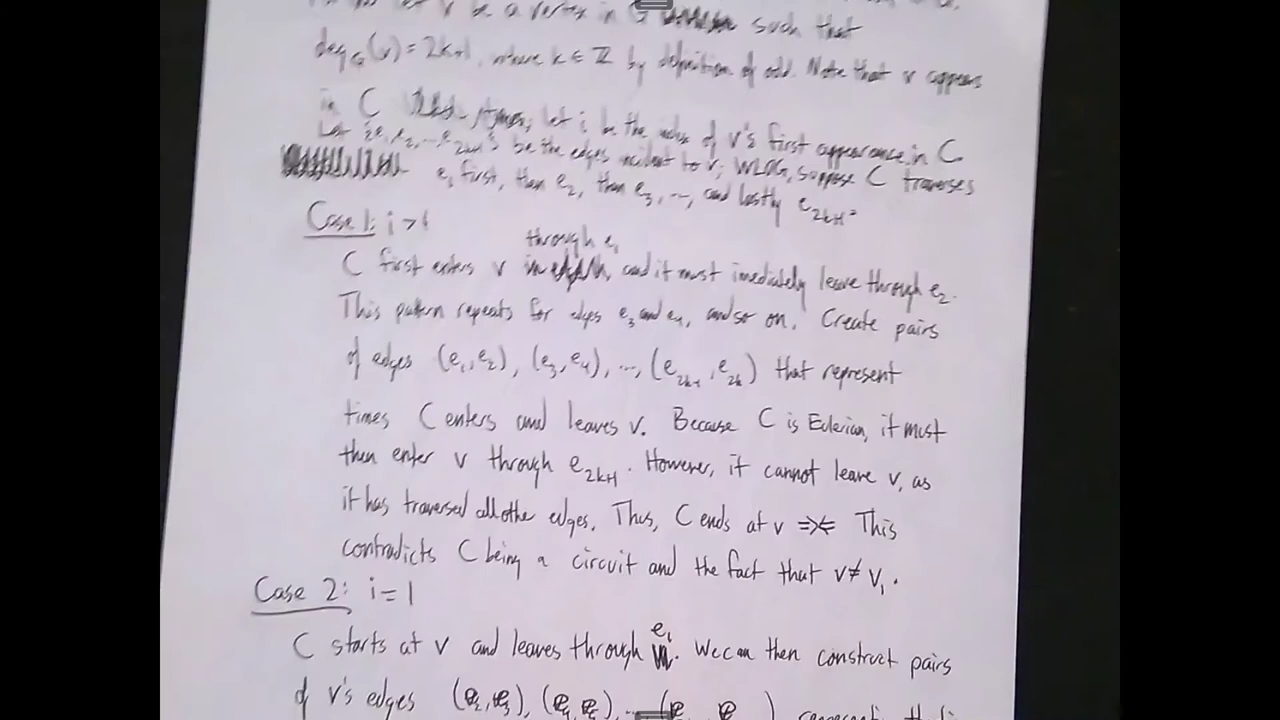 let v be a vertex in G such that
deg_G(v) = 2k+1, where k ∈ ℤ by definition of odd. Note that v appears
in C let i be the index of v's first appearance in C.
Let {e₁, e₂, ..., e₂ₖ₊₁} be the edges incident to v; WLOG, suppose C traverses
e₁ first, then e₂, then e₃, ..., and lastly e₂ₖ₊₁.
Case 1: i > 1
through e₁
C first enters v, and it must imediately leave through e₂.
This pattern repeats for edges e₃ and e₄, and so on. Create pairs
of edges (e₁, e₂), (e₃, e₄), ..., (e₂ₖ₋₁, e₂ₖ) that represent
times C enters and leaves v. Because C is Eulerian, it must
then enter v through e₂ₖ₊₁. However, it cannot leave v, as
it has traversed all othe edges. Thus, C ends at v ⇒⇐ This
contradicts C being a circuit and the fact that v ≠ v₁.
Case 2: i = 1
e₁
C starts at v and leaves through. We can then construct pairs
of v's edges (e₂, e₃), (e₄, e₅), ... (e , e )